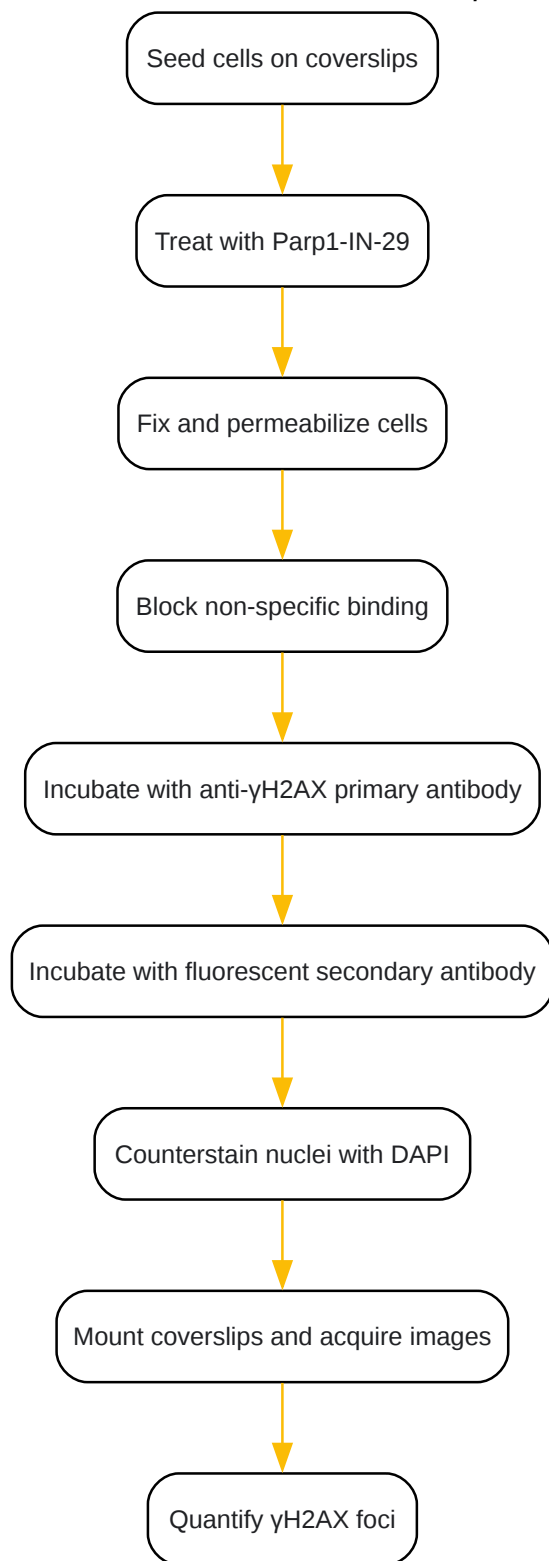 Seed cells on coverslips
Treat with Parp1-IN-29
Fix and permeabilize cells
Block non-specific binding
Incubate with anti-γH2AX primary antibody
Incubate with fluorescent secondary antibody
Counterstain nuclei with DAPI
Mount coverslips and acquire images
Quantify γH2AX foci